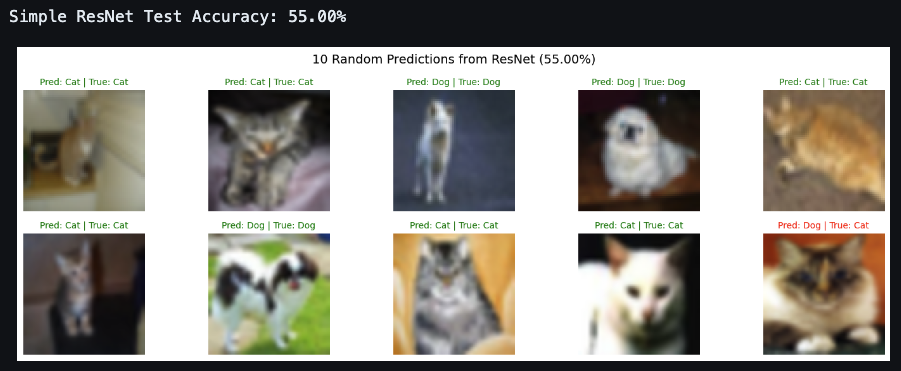 Simple ResNet Test Accuracy: 55.00%
10 Random Predictions from ResNet (55.00%)
Pred: Cat | True: Cat
Pred: Cat | True: Cat
Pred: Dog | True: Dog
Pred: Dog | True: Dog
Pred: Cat | True: Cat
Pred: Cat | True: Cat
Pred: Dog | True: Dog
Pred: Cat | True: Cat
Pred: Cat | True: Cat
Pred: Dog | True: Cat